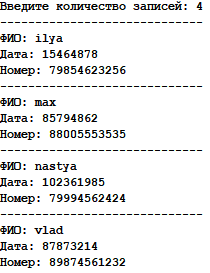 Введите количество записей: 4
-----------------------------
ФИО: ilya
Дата: 15464878
Номер: 79854623256
-----------------------------
ФИО: max
Дата: 85794862
Номер: 88005553535
-----------------------------
ФИО: nastya
Дата: 102361985
Номер: 79994562424
-----------------------------
ФИО: vlad
Дата: 87873214
Номер: 89874561232